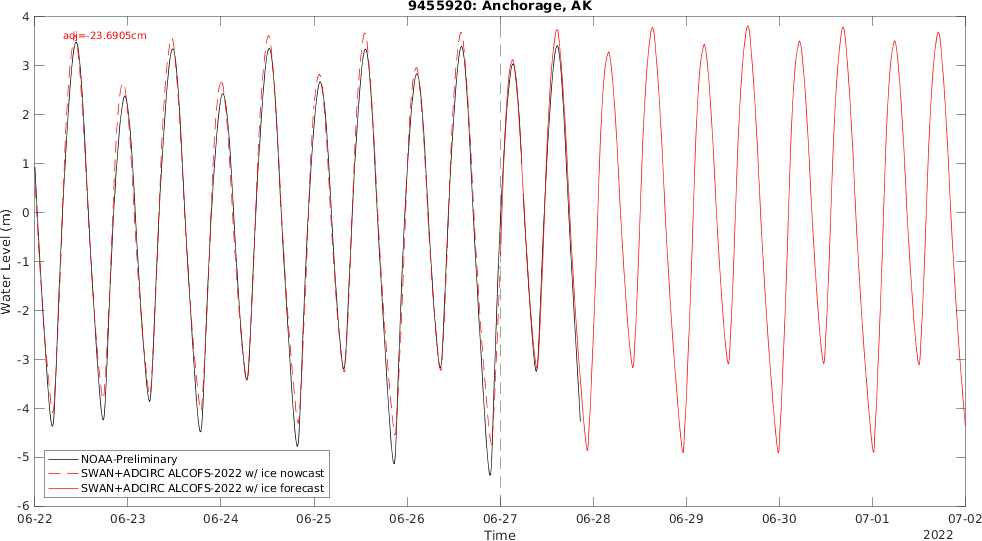 9455920: Anchorage, AK
adj=-23.6905cm
4
3
2
1
0
-1
-2
-3
-4
-5
-6
Water Level (m)
NOAA-Preliminary
SWAN+ADCIRC ALCOFS-2022 w/ ice nowcast
SWAN+ADCIRC ALCOFS-2022 w/ ice forecast
06-22 06-23 06-24 06-25 06-26 06-27 06-28 06-29 06-30 07-01 07-02
Time
2022